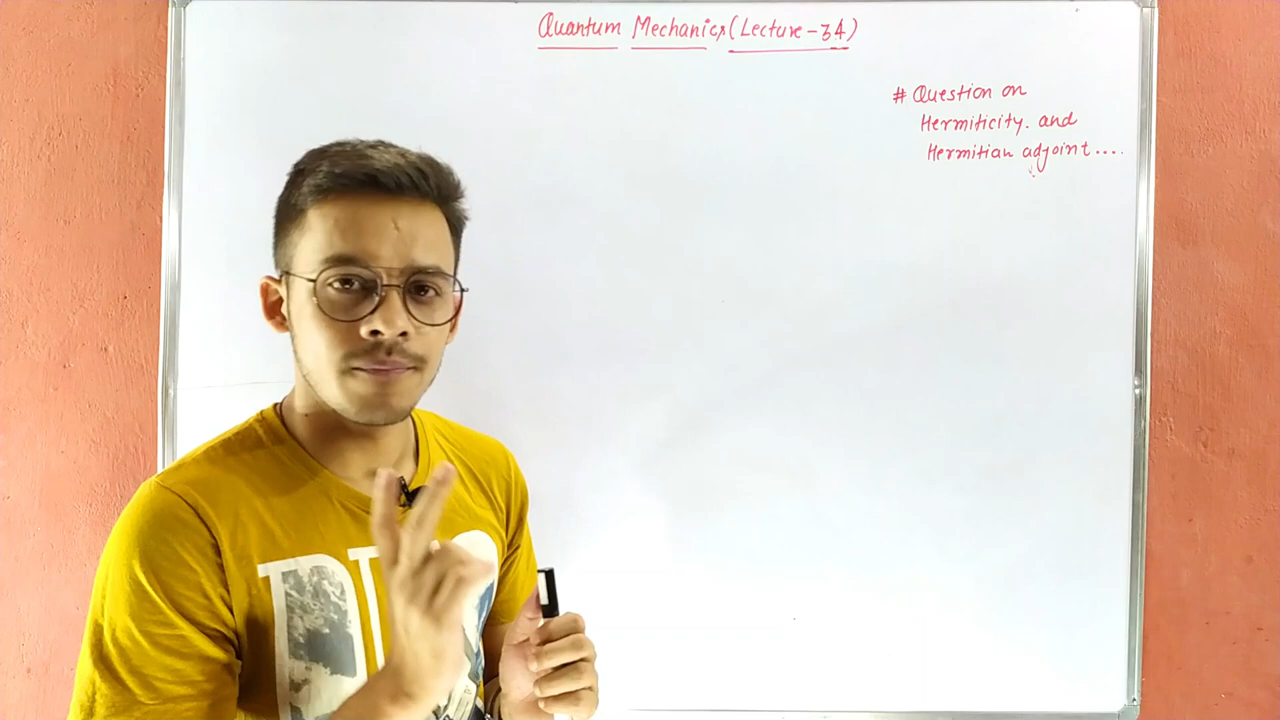 Quantum Mechanics (Lecture-34)
# Question on
Hermiticity. and
Hermitian adjoint....